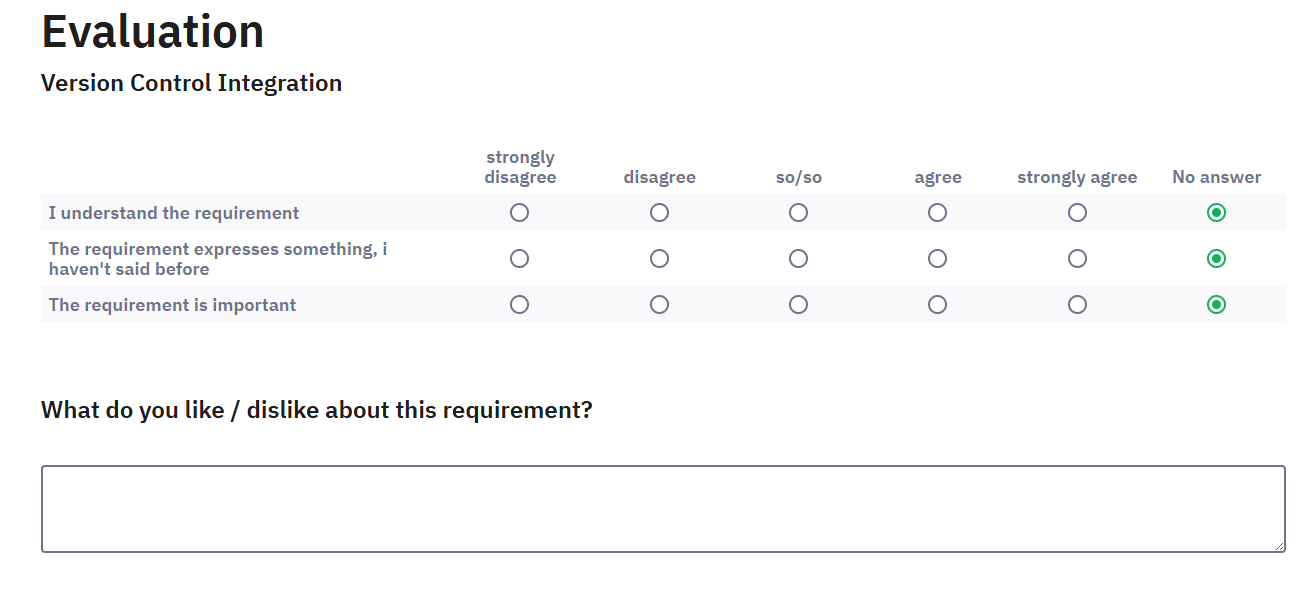 Evaluation
Version Control Integration
strongly
disagree disagree so/so agree strongly agree No answer
I understand the requirement
The requirement expresses something, i
haven't said before
The requirement is important
What do you like / dislike about this requirement?